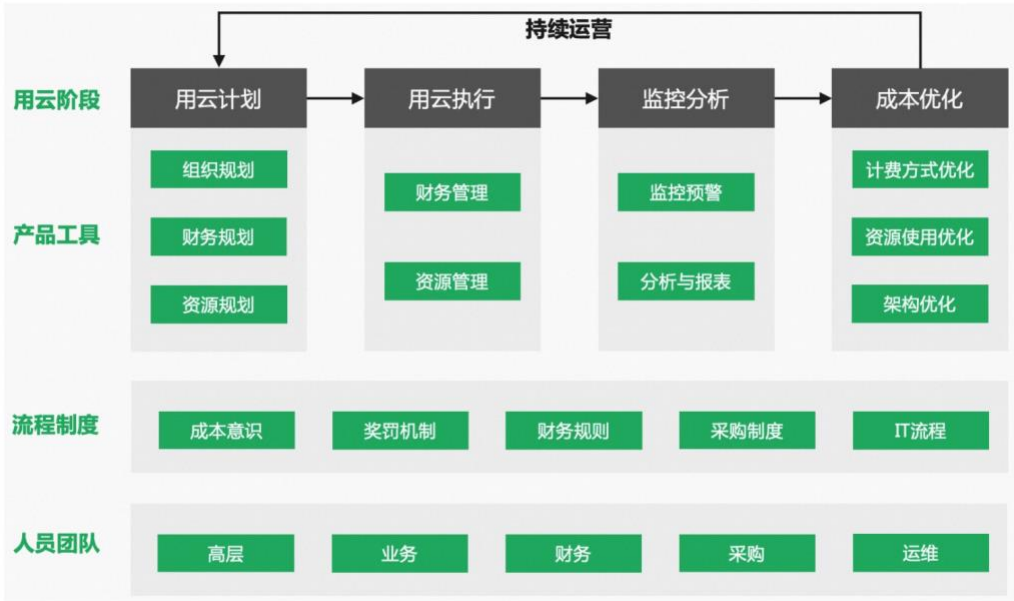 持续运营
用云阶段
用云计划
用云执行
监控分析
成本优化
产品工具
组织规划
财务规划
资源规划
财务管理
资源管理
监控预警
分析与报表
计费方式优化
资源使用优化
架构优化
流程制度
成本意识
奖罚机制
财务规则
采购制度
IT流程
人员团队
高层
业务
财务
采购
运维